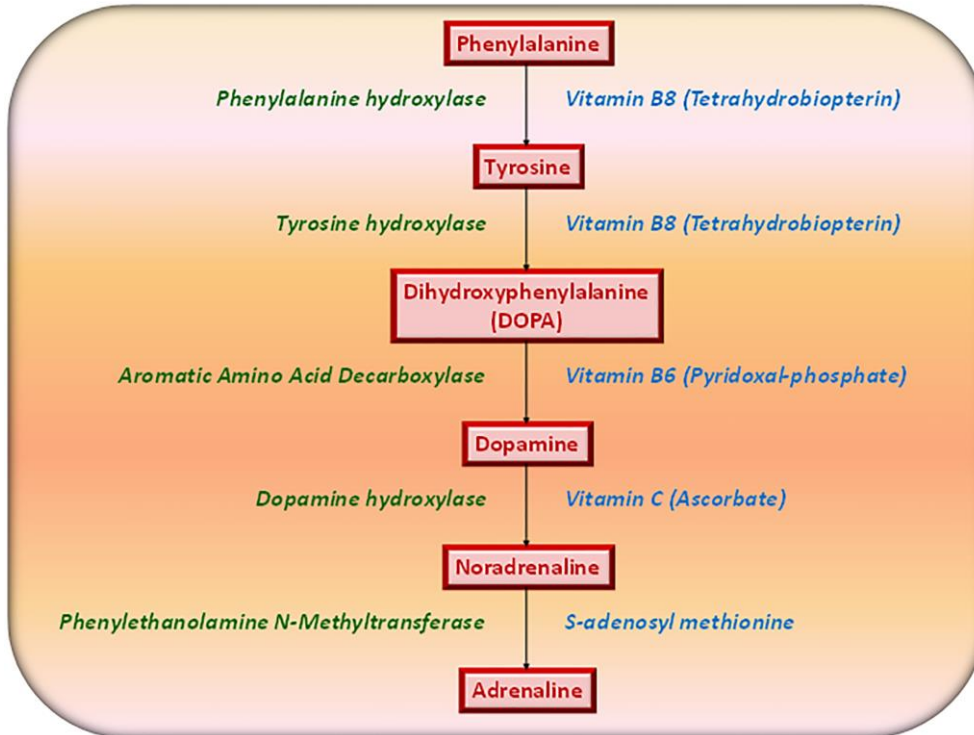 Phenylalanine
Phenylalanine hydroxylase
Vitamin B8 (Tetrahydrobiopterin)
Tyrosine
Tyrosine hydroxylase
Vitamin B8 (Tetrahydrobiopterin)
Dihydroxyphenylalanine
(DOPA)
Aromatic Amino Acid Decarboxylase
Vitamin B6 (Pyridoxal-phosphate)
Dopamine
Dopamine hydroxylase
Vitamin C (Ascorbate)
Noradrenaline
Phenylethanolamine N-Methyltransferase
S-adenosyl methionine
Adrenaline